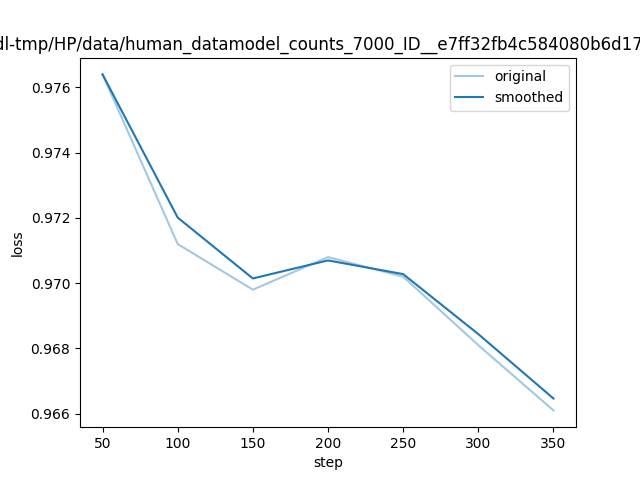 dl-tmp/HP/data/human_datamodel_counts_7000_ID__e7ff32fb4c584080b6d17
original
smoothed
loss
0.976
0.974
0.972
0.970
0.968
0.966
50 100 150 200 250 300 350
step